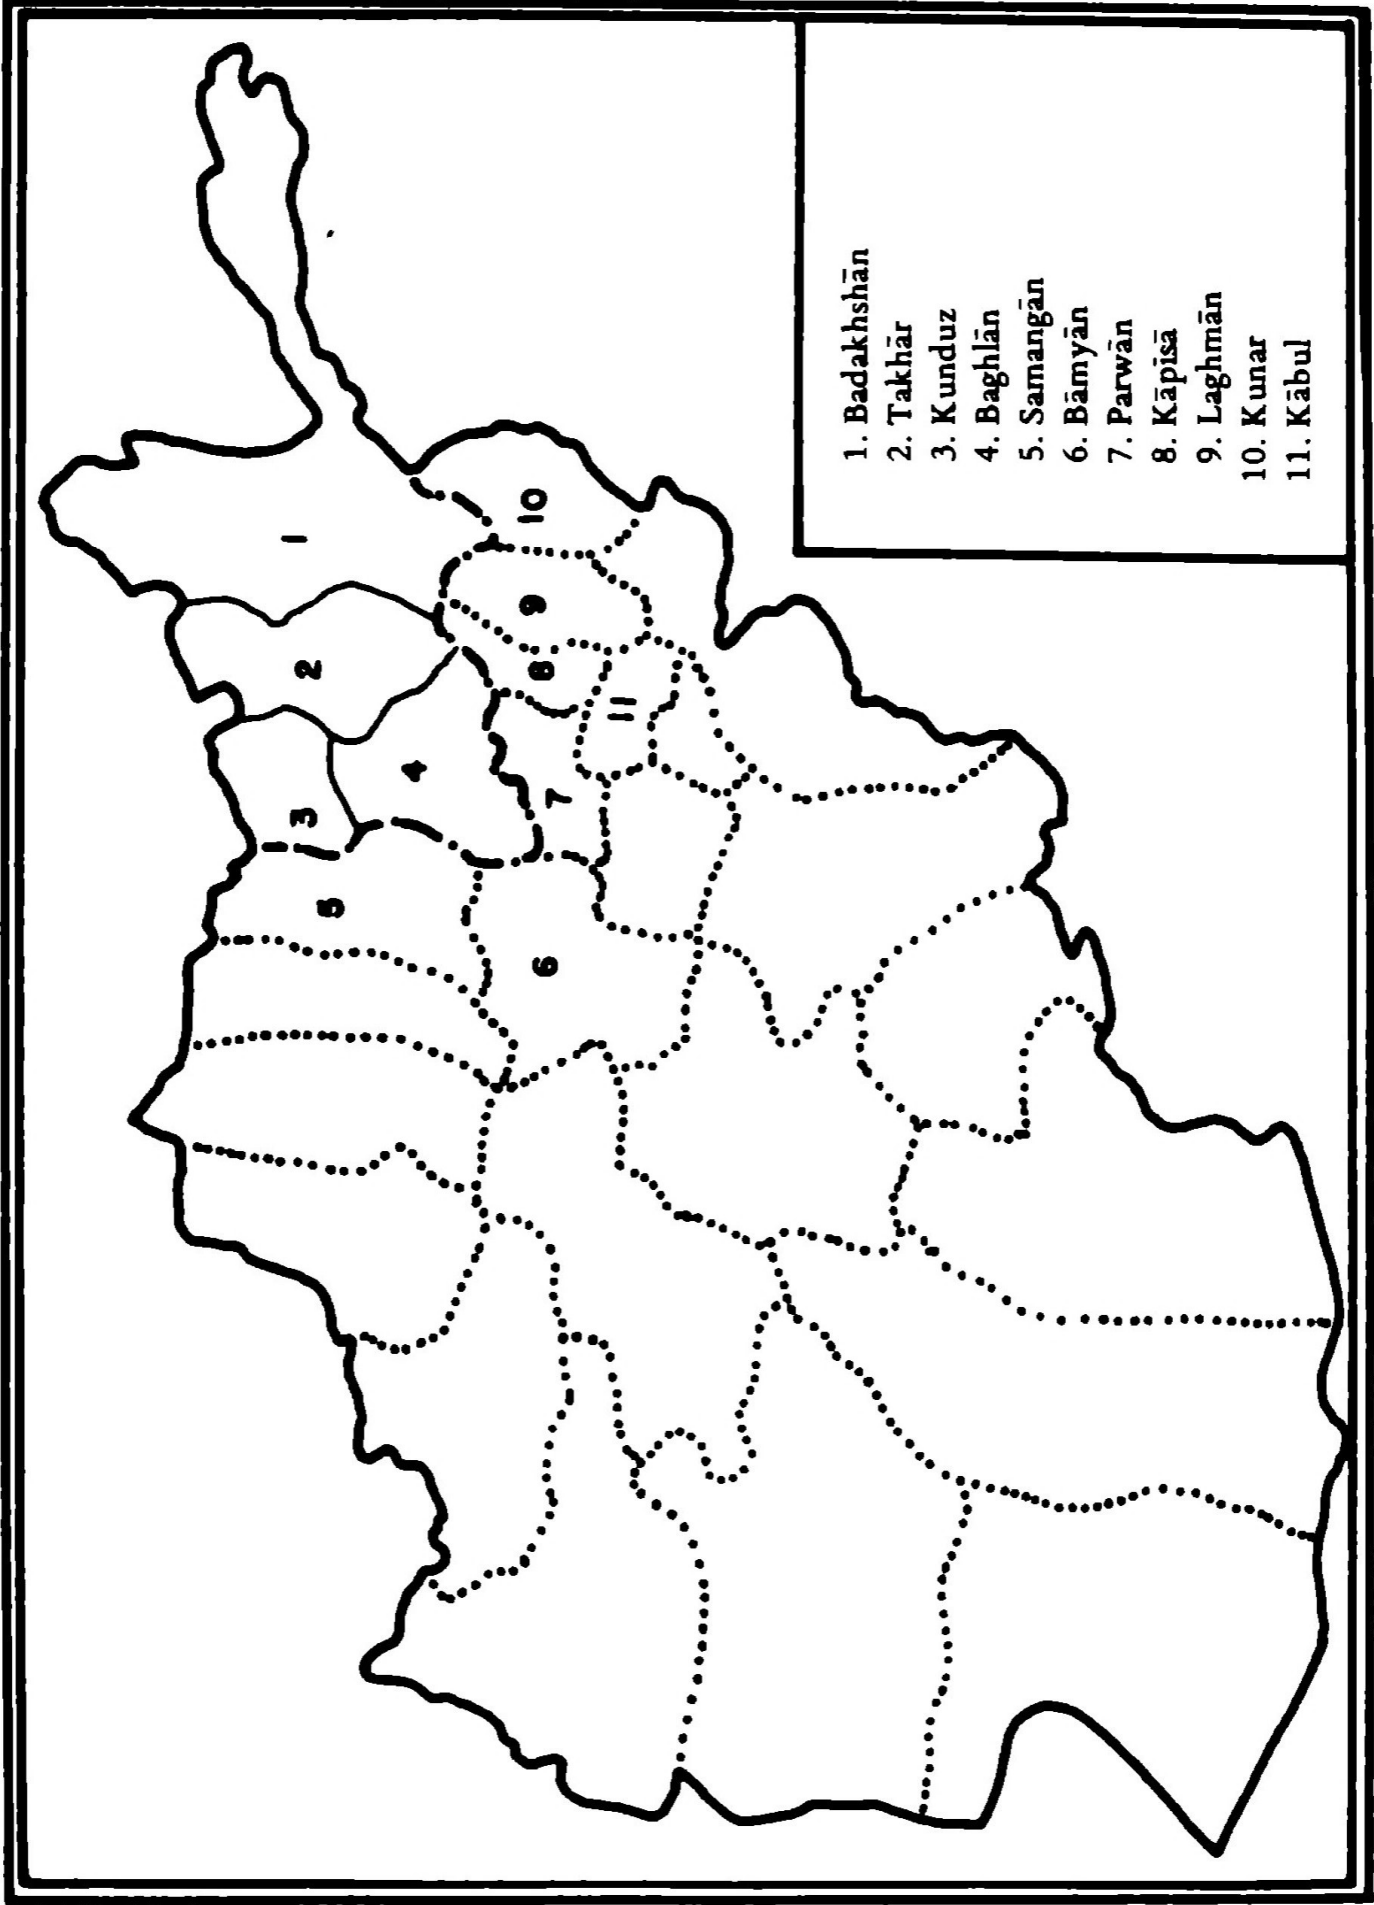 1
2
3
4
5
6
7
8
9
10
11
1. Badakhshān
2. Takhār
3. Kunduz
4. Baghlān
5. Samangān
6. Bāmyān
7. Parwān
8. Kāpīsā
9. Laghmān
10. Kunar
11. Kābul